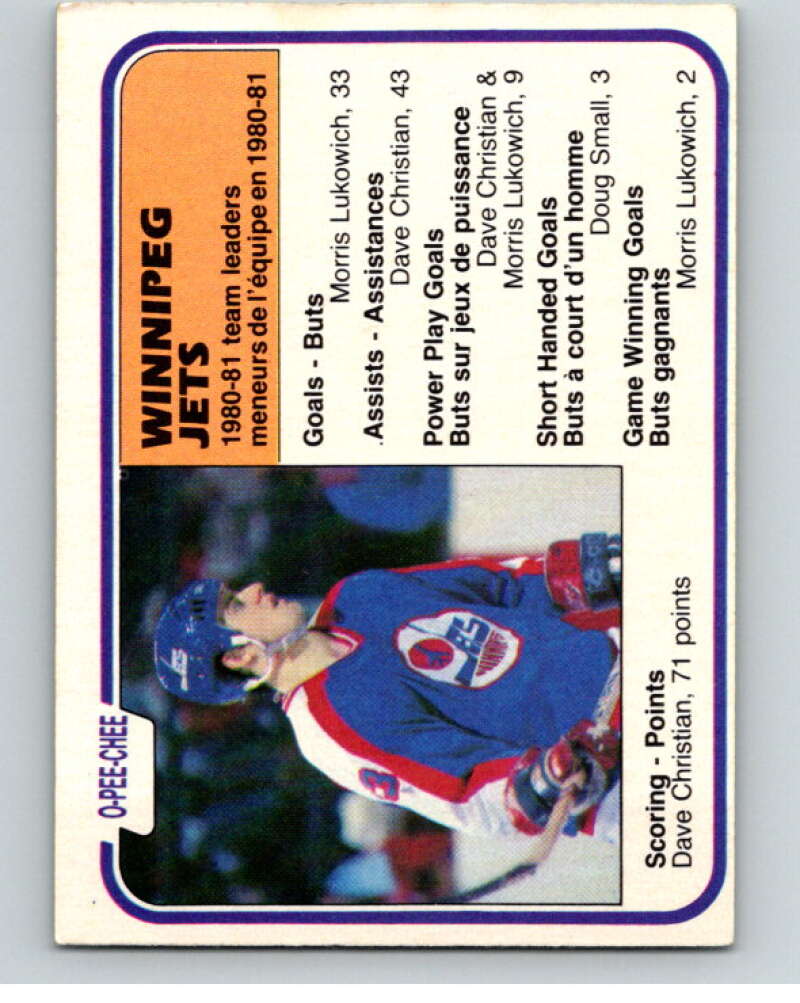 O-PEE-CHEE
WINNIPEG
JETS
1980-81 team leaders
meneurs de l'équipe en 1980-81
Goals - Buts
Morris Lukowich, 33
.Assists - Assistances
Dave Christian, 43
Power Play Goals
Buts sur jeux de puissance
Dave Christian &
Morris Lukowich, 9
Short Handed Goals
Buts à court d'un homme
Doug Small, 3
Game Winning Goals
Buts gagnants
Morris Lukowich, 2
Scoring - Points
Dave Christian, 71 points
JETS
WINNIPEG
3